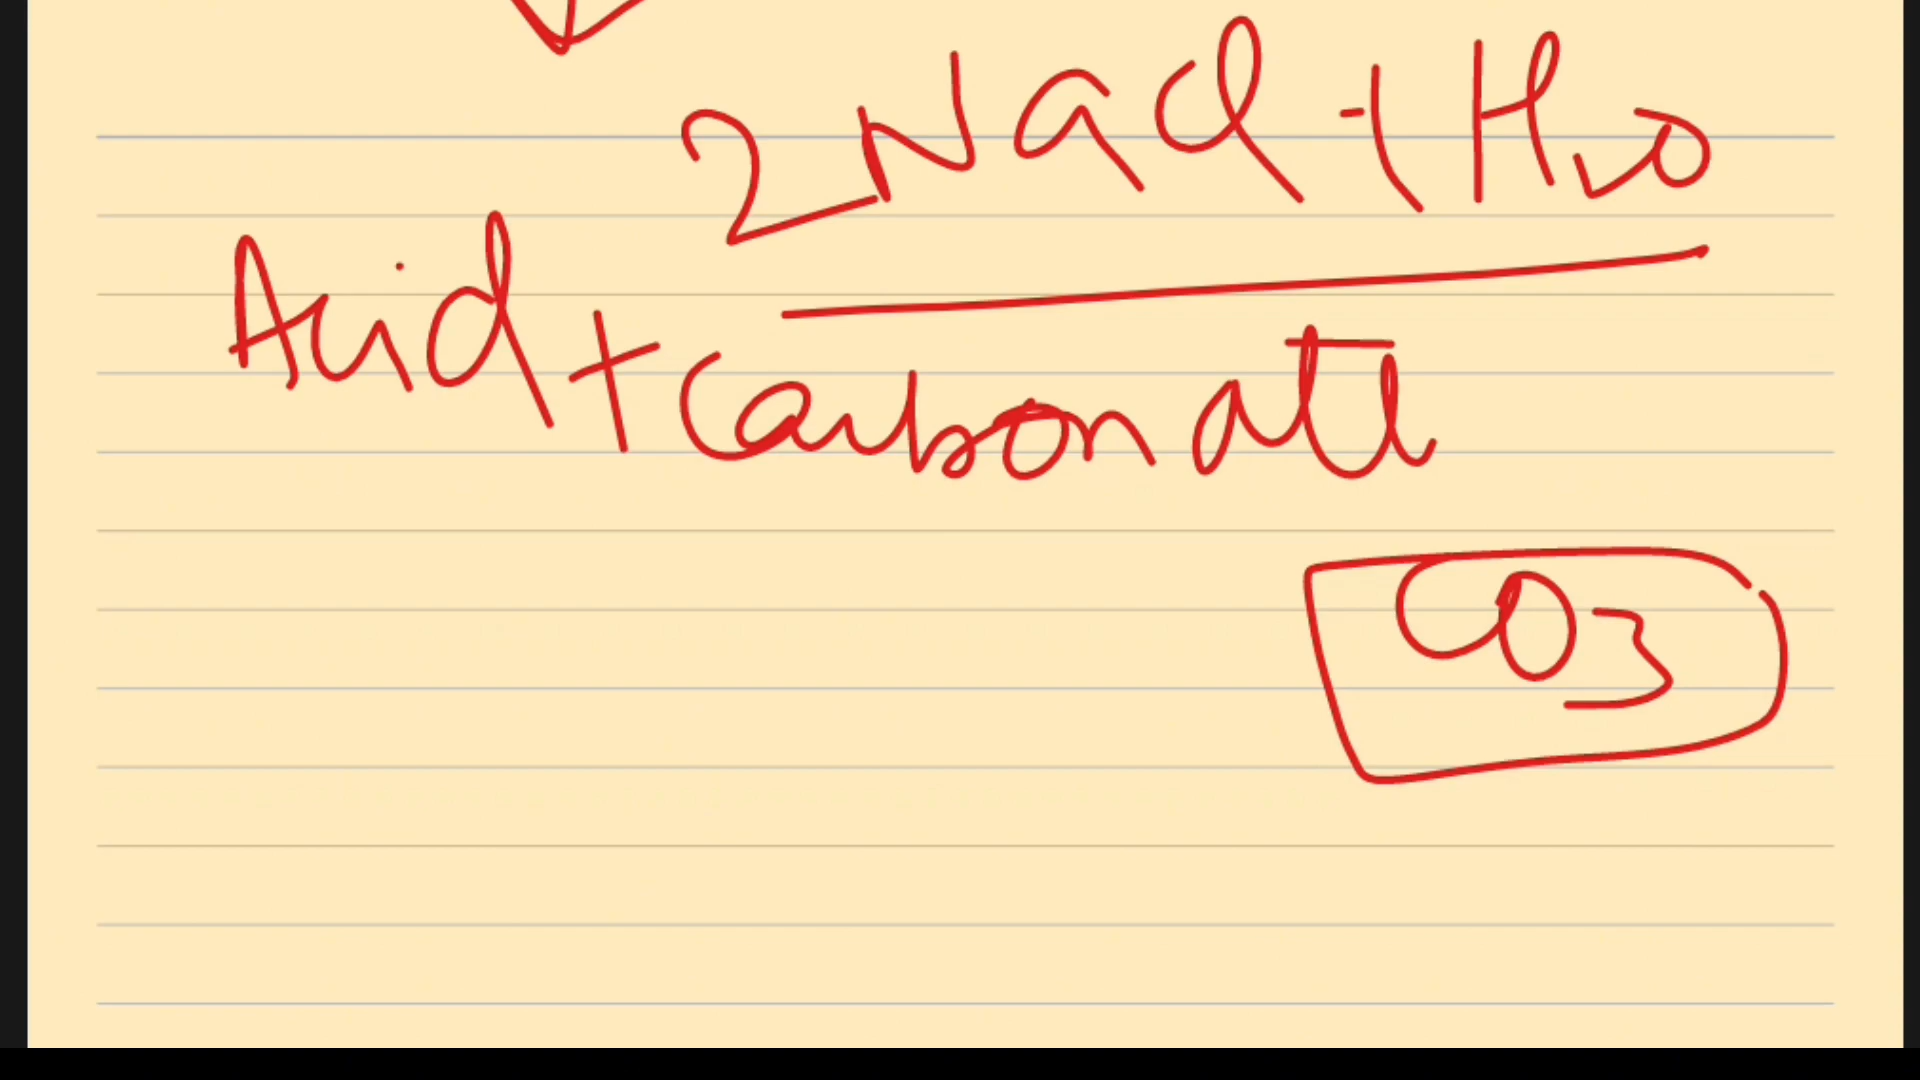 2NaCl + H2O
Acid + Carbonate
CO3